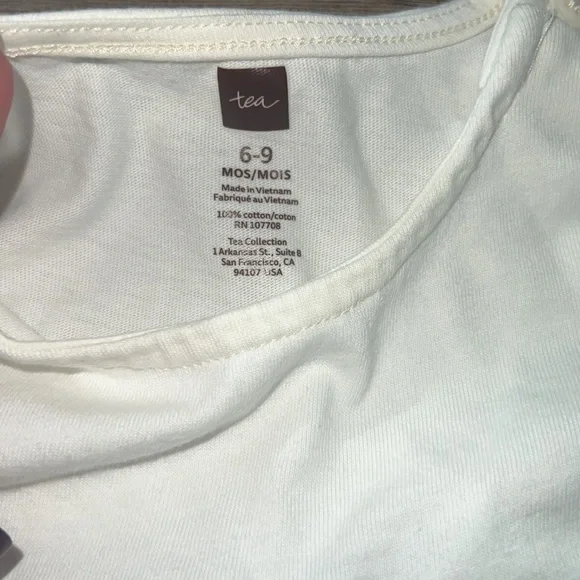 tea
6-9
MOS/MOIS
Made in Vietnam
Fabriqué au Vietnam
100% cotton/coton
RN 107708
Tea Collection
1 Arkansas St., Suite B
San Francisco, CA
94107 USA